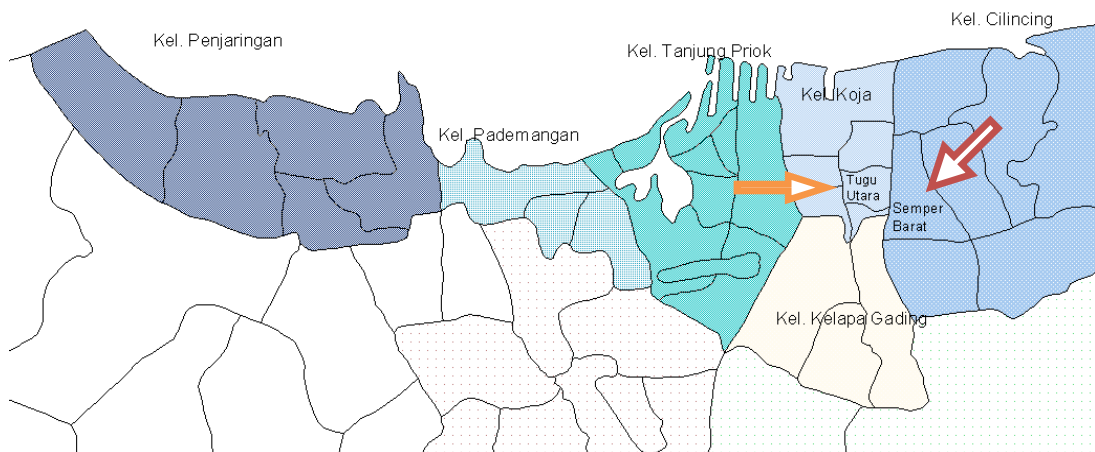 Kel. Cilincing
Kel. Penjaringan
Kel. Tanjung Priok
Kel. Koja
Kel. Pademangan
Tugu
Utara
Semper
Barat
Kel. Kelapa Gading